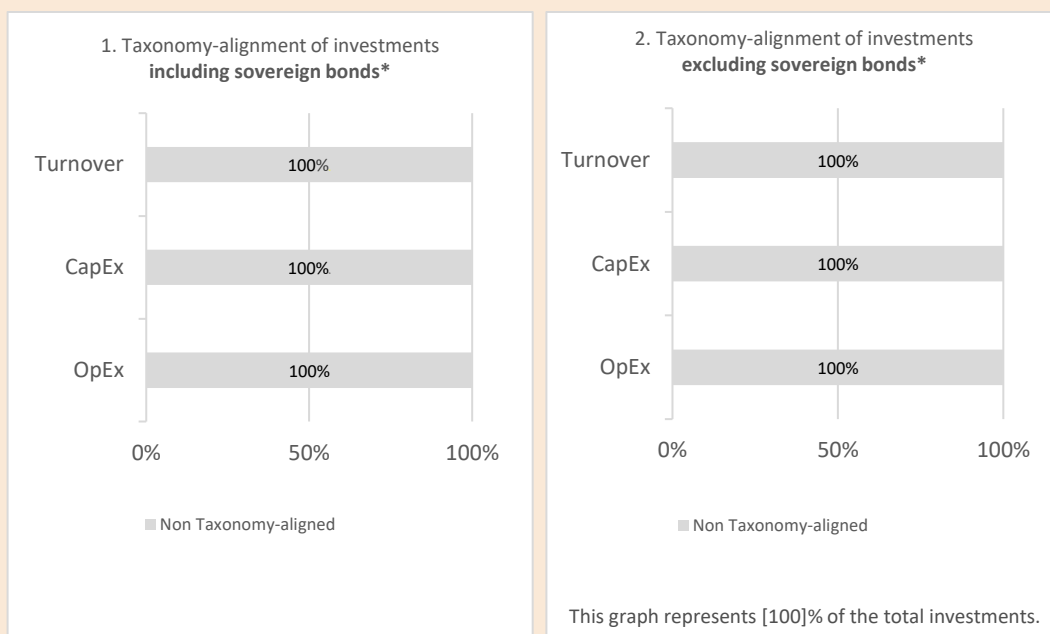 1. Taxonomy-alignment of investments
including sovereign bonds*
Turnover
100%
CapEx
100%
OpEx
100%
0%
50%
100%
Non Taxonomy-aligned
2. Taxonomy-alignment of investments
excluding sovereign bonds*
Turnover
100%
CapEx
100%
OpEx
100%
0%
50%
100%
Non Taxonomy-aligned
This graph represents [100]% of the total investments.